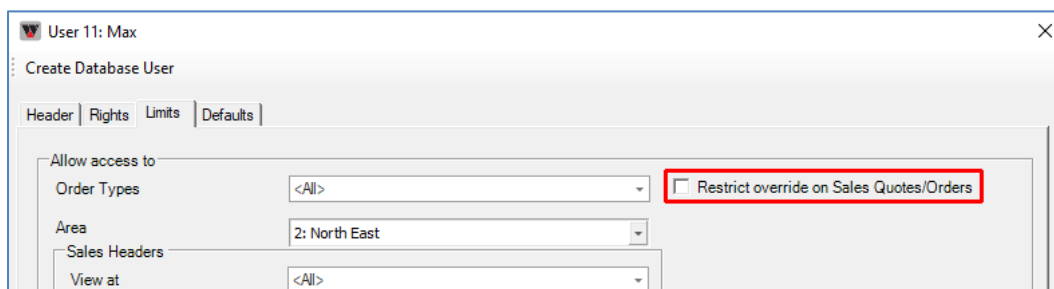 User 11: Max
Create Database User
Header Rights Limits Defaults
Allow access to
Order Types <All> Restrict override on Sales Quotes/Orders
Area 2: North East
Sales Headers
View at <All>